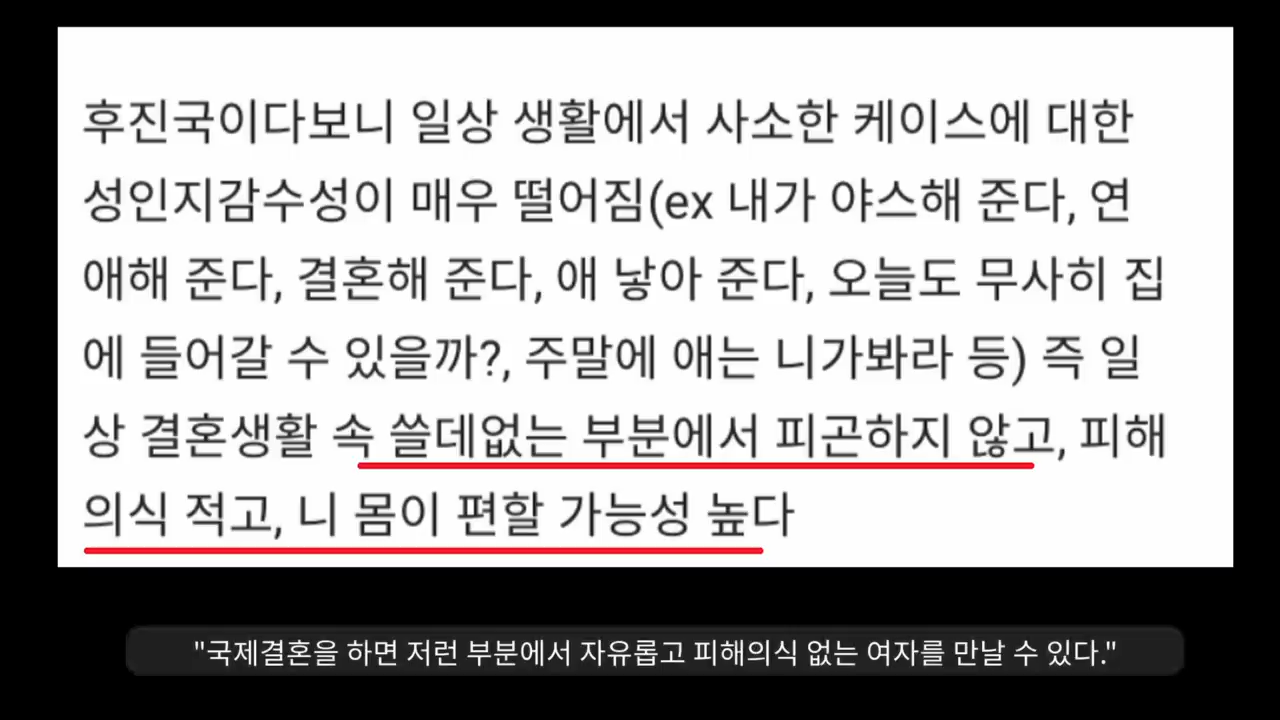 후진국이다보니 일상 생활에서 사소한 케이스에 대한
성인지감수성이 매우 떨어짐(ex 내가 야스해 준다, 연
애해 준다, 결혼해 준다, 애 낳아 준다, 오늘도 무사히 집
에 들어갈 수 있을까?, 주말에 애는 니가봐라 등) 즉 일
상 결혼생활 속 쓸데없는 부분에서 피곤하지 않고, 피해
의식 적고, 니 몸이 편할 가능성 높다
"국제결혼을 하면 저런 부분에서 자유롭고 피해의식 없는 여자를 만날 수 있다."